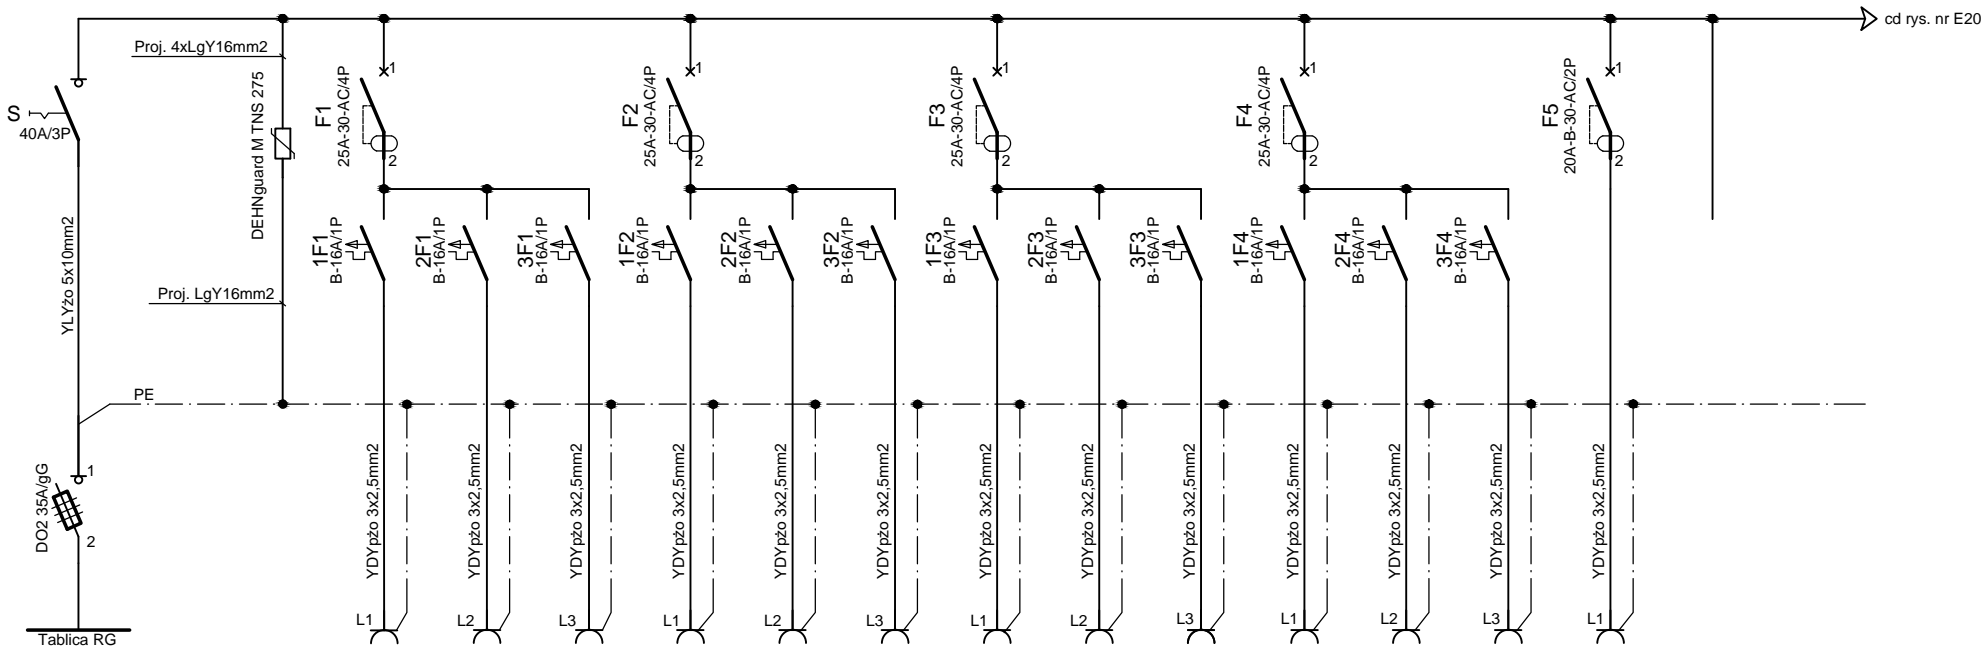 cd rys. nr E20
Proj. 4xLgY16mm2
DEHNguard M TNS 275
Proj. LgY16mm2
S
40A/3P
YLYżo 5x10mm2
PE
1
DO2 35A/gG
2
Tablica RG
1
F1
25A-30-AC/4P
2
1
F2
25A-30-AC/4P
2
1
F3
25A-30-AC/4P
2
1
F4
25A-30-AC/4P
2
1
F5
20A-B-30-AC/2P
2
1F1
B-16A/1P
2F1
B-16A/1P
3F1
B-16A/1P
1F2
B-16A/1P
2F2
B-16A/1P
3F2
B-16A/1P
1F3
B-16A/1P
2F3
B-16A/1P
3F3
B-16A/1P
1F4
B-16A/1P
2F4
B-16A/1P
3F4
B-16A/1P
YDYpżo 3x2,5mm2
YDYpżo 3x2,5mm2
YDYpżo 3x2,5mm2
YDYpżo 3x2,5mm2
YDYpżo 3x2,5mm2
YDYpżo 3x2,5mm2
YDYpżo 3x2,5mm2
YDYpżo 3x2,5mm2
YDYpżo 3x2,5mm2
YDYpżo 3x2,5mm2
YDYpżo 3x2,5mm2
YDYpżo 3x2,5mm2
YDYpżo 3x2,5mm2
L1
L2
L3
L1
L2
L3
L1
L2
L3
L1
L2
L3
L1